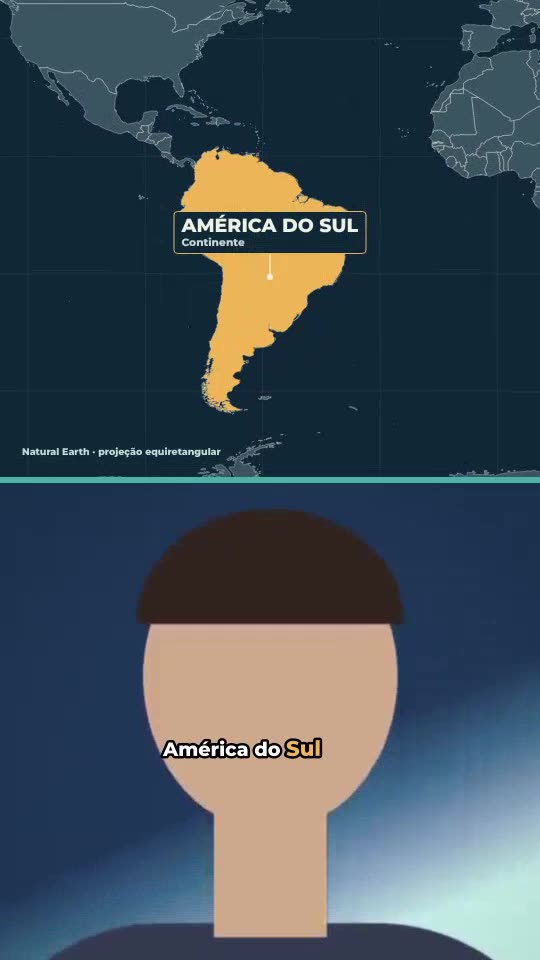 AMÉRICA DO SUL
Continente
Natural Earth · projeção equiretangular
América do Sul